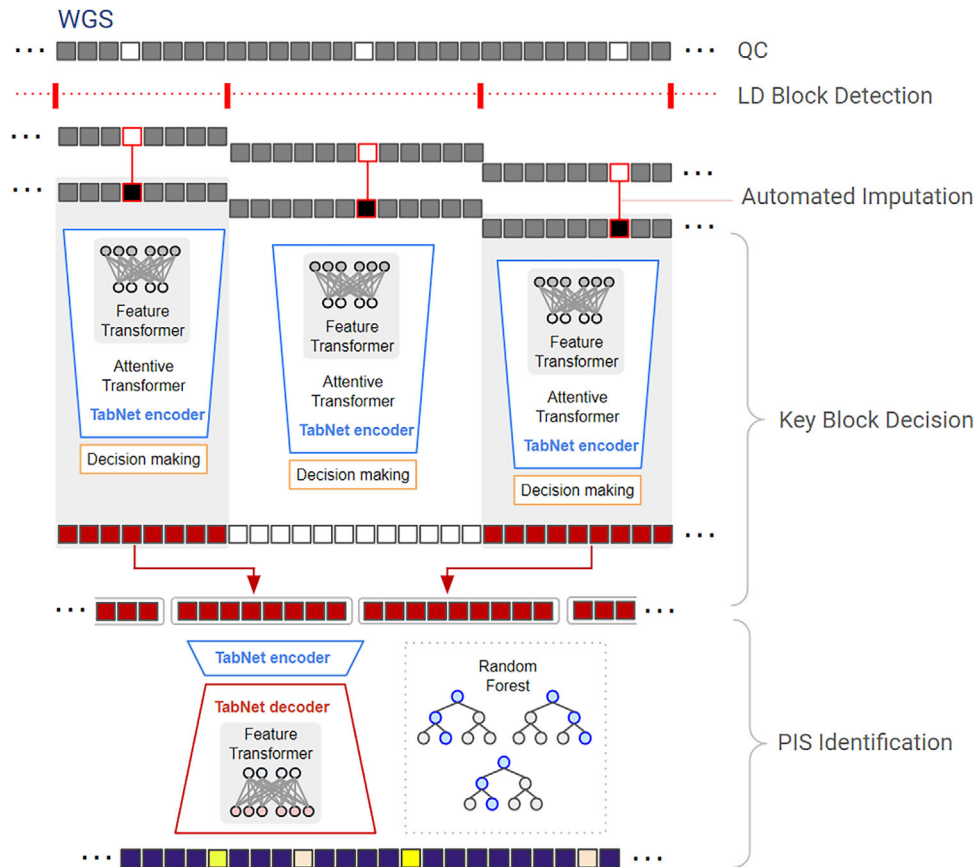 WGS
QC
LD Block Detection
Automated Imputation
Feature
Transformer
Attentive
Transformer
TabNet encoder
Decision making
Feature
Transformer
Attentive
Transformer
TabNet encoder
Decision making
Feature
Transformer
Attentive
Transformer
TabNet encoder
Decision making
Key Block Decision
TabNet encoder
TabNet decoder
Feature
Transformer
Random
Forest
PIS Identification